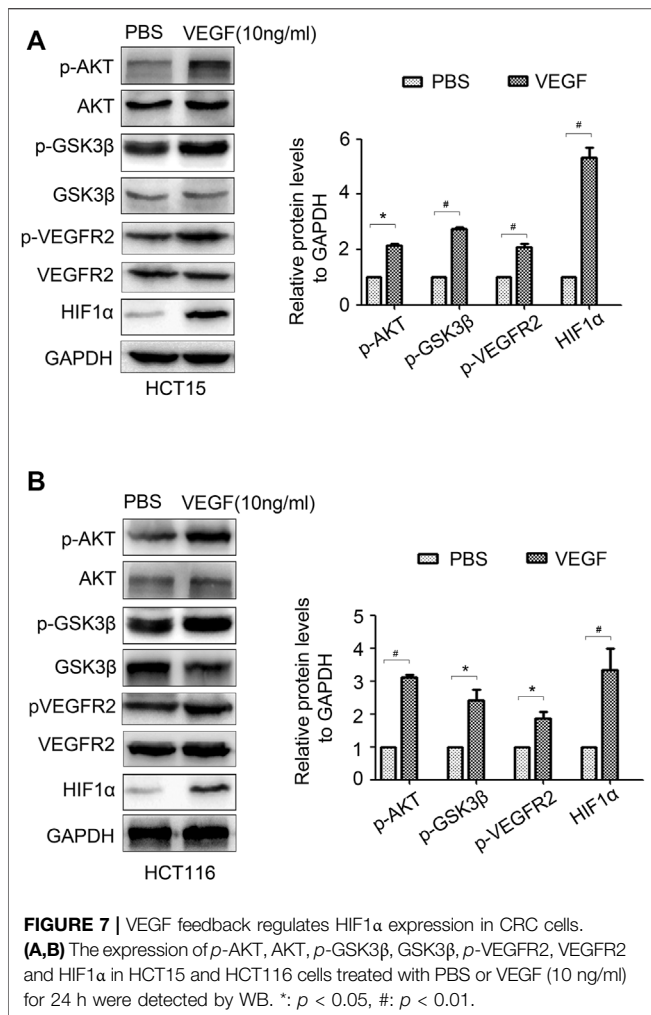 A
PBS VEGF(10ng/ml)
p-AKT
AKT
p-GSK3β
GSK3β
p-VEGFR2
VEGFR2
HIF1α
GAPDH
HCT15
PBS VEGF
Relative protein levels
to GAPDH
6
4
2
0
* # # #
p-AKT p-GSK3β p-VEGFR2 HIF1α
B
PBS VEGF(10ng/ml)
p-AKT
AKT
p-GSK3β
GSK3β
pVEGFR2
VEGFR2
HIF1α
GAPDH
HCT116
PBS VEGF
Relative protein levels
to GAPDH
5
4
3
2
1
0
# * * #
p-AKT p-GSK3β p-VEGFR2 HIF1α
FIGURE 7 | VEGF feedback regulates HIF1α expression in CRC cells.
(A,B) The expression of p-AKT, AKT, p-GSK3β, GSK3β, p-VEGFR2, VEGFR2
and HIF1α in HCT15 and HCT116 cells treated with PBS or VEGF (10 ng/ml)
for 24 h were detected by WB. *: p < 0.05, #: p < 0.01.